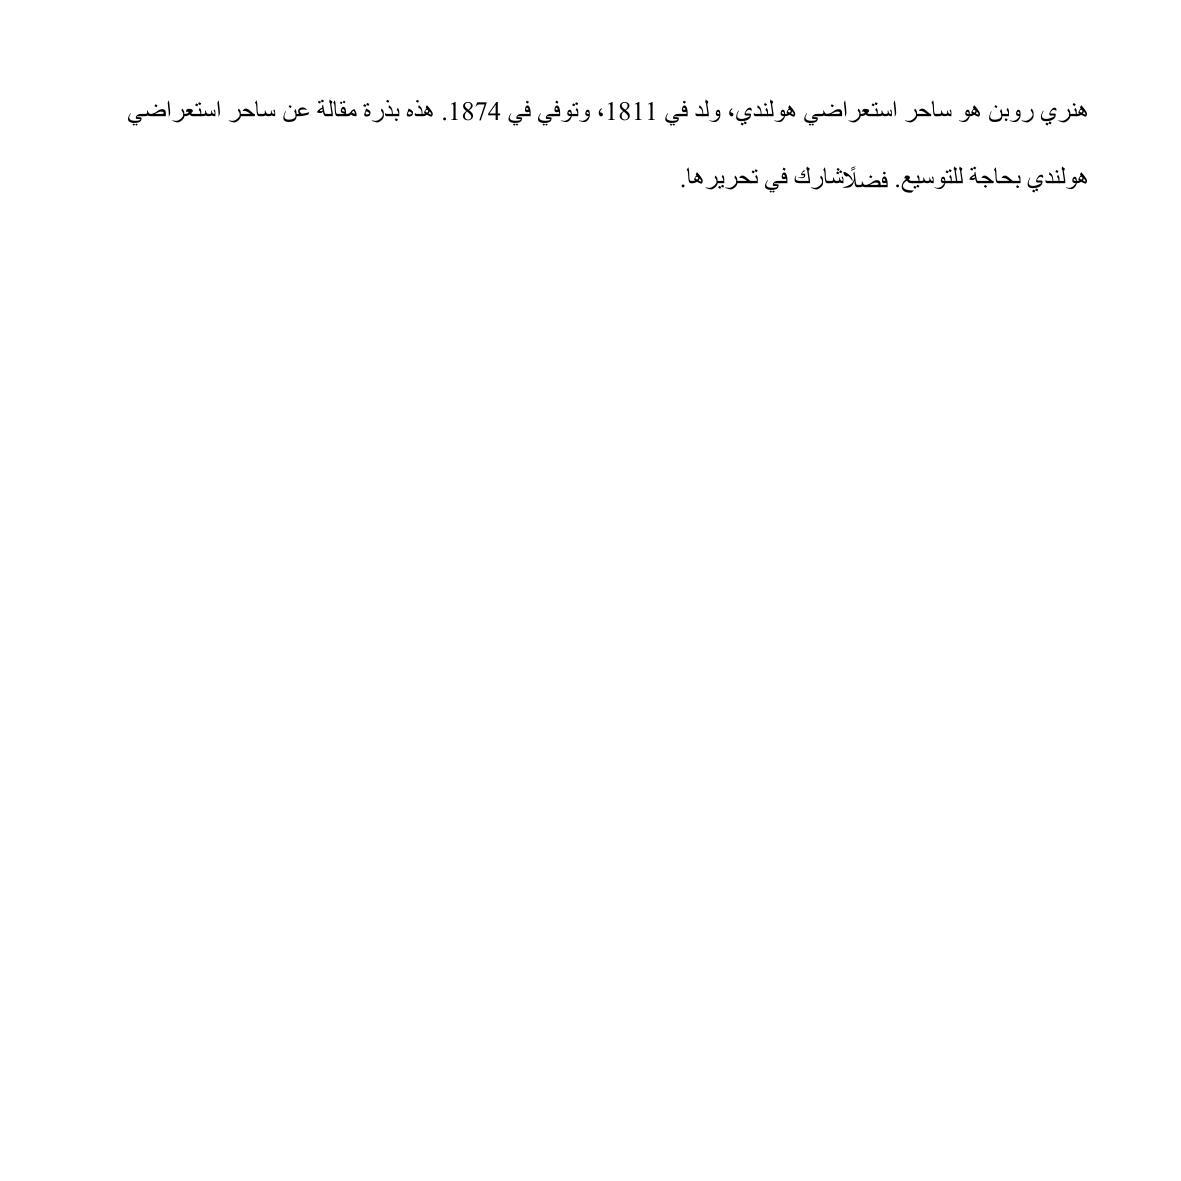 هنري روبن هو ساحر استعراضي هولندي، ولد في 1811، وتوفي في 1874. هذه بذرة مقالة عن ساحر استعراضي
هولندي بحاجة للتوسيع. فضلًاشارك في تحريرها.